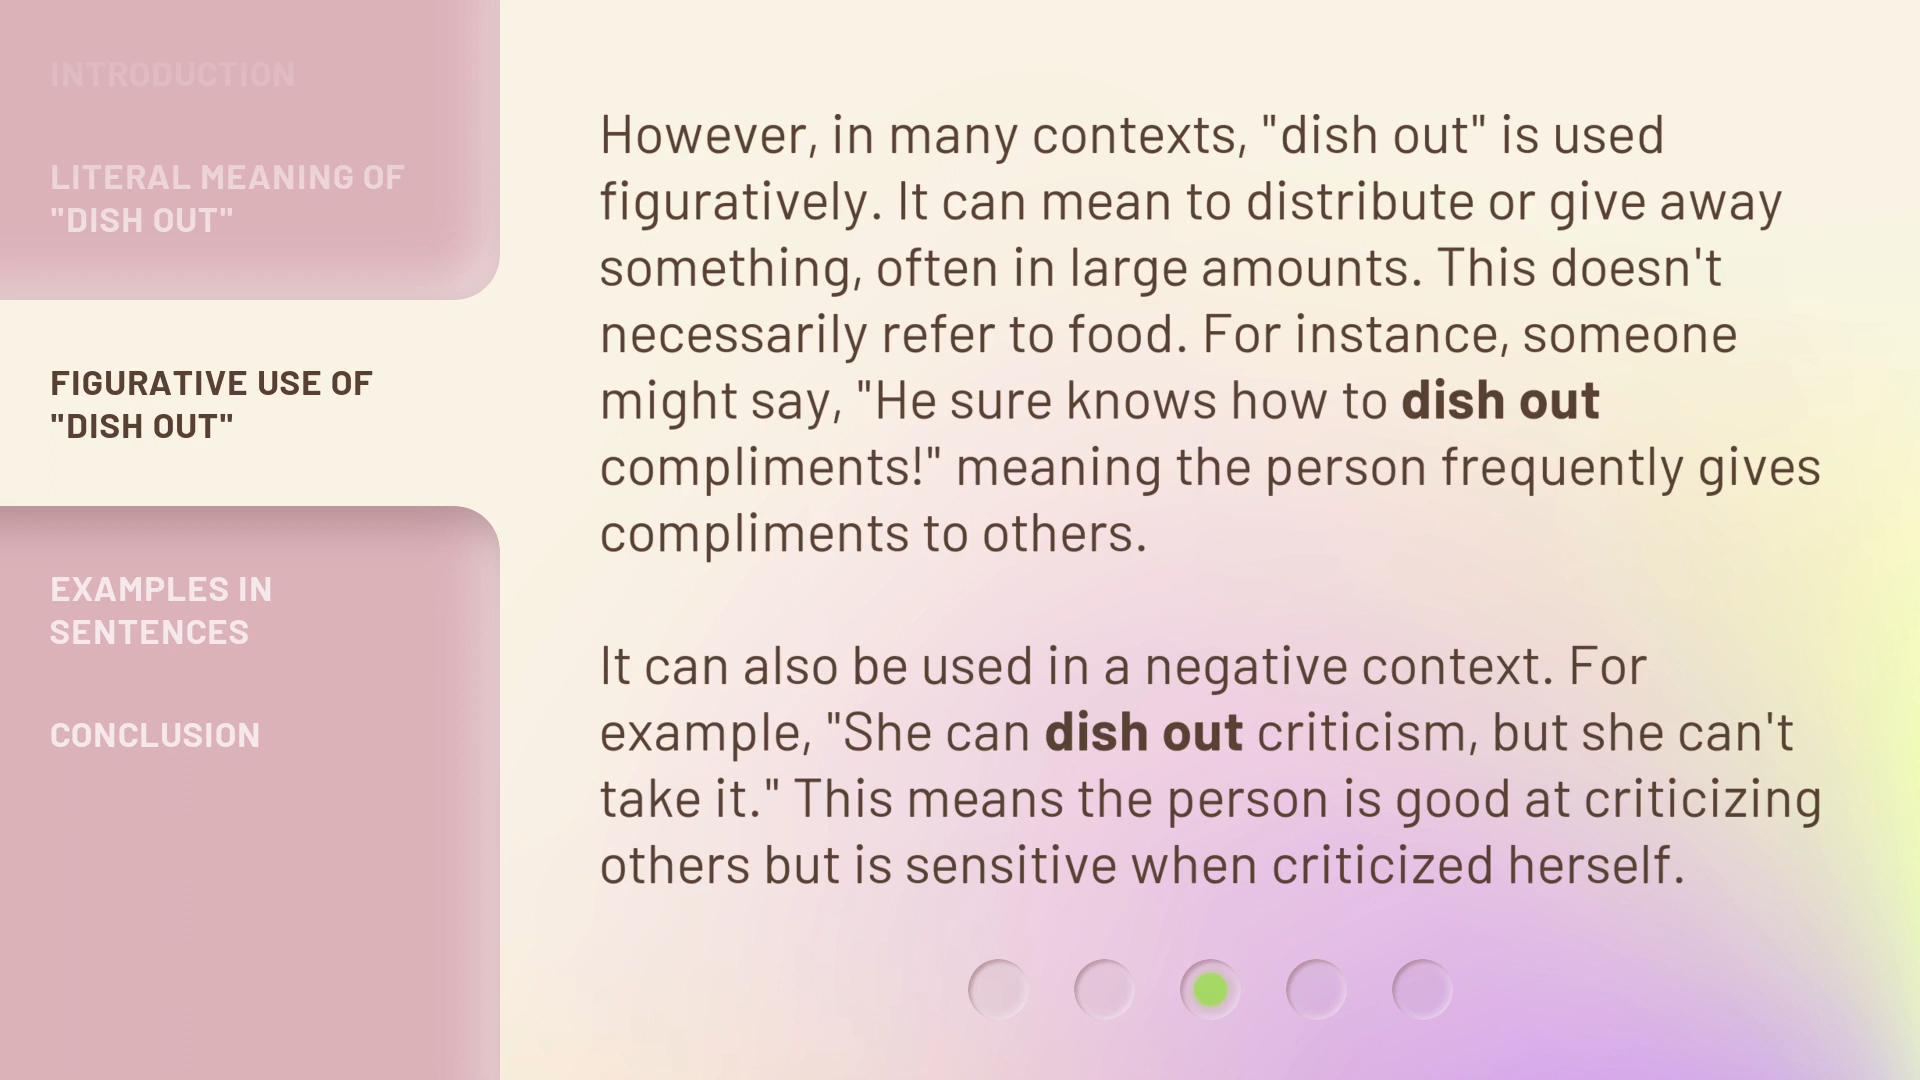 INTRODUCTION
LITERAL MEANING OF
"DISH OUT"
FIGURATIVE USE OF
"DISH OUT"
EXAMPLES IN
SENTENCES
CONCLUSION
However, in many contexts, "dish out" is used
figuratively. It can mean to distribute or give away
something, often in large amounts. This doesn't
necessarily refer to food. For instance, someone
might say, "He sure knows how to dish out
compliments!" meaning the person frequently gives
compliments to others.
It can also be used in a negative context. For
example, "She can dish out criticism, but she can't
take it." This means the person is good at criticizing
others but is sensitive when criticized herself.